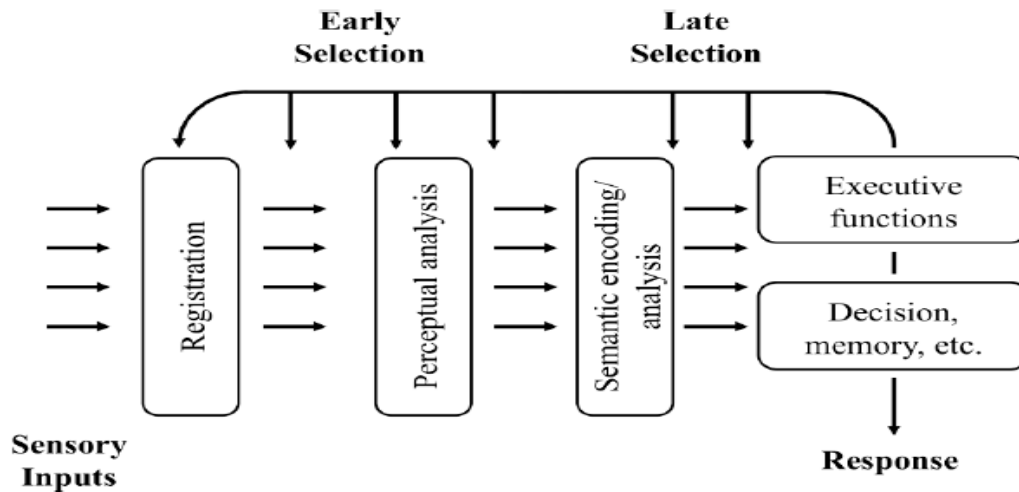 Early
Selection
Late
Selection
Registration
Perceptual analysis
Semantic encoding/
analysis
Executive
functions
Decision,
memory, etc.
Sensory
Inputs
Response